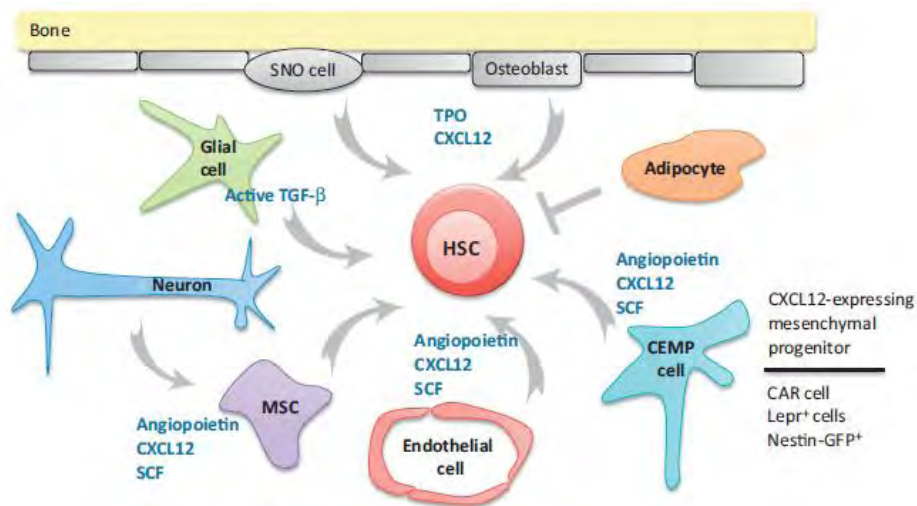 Bone
SNO cell
Osteoblast
TPO
CXCL12
Glial
cell
Active TGF-β
Adipocyte
HSC
Neuron
Angiopoietin
CXCL12
SCF
CEMP
cell
CXCL12-expressing
mesenchymal
progenitor
CAR cell
Lepr⁺ cells
Nestin-GFP⁺
Angiopoietin
CXCL12
SCF
MSC
Angiopoietin
CXCL12
SCF
Endothelial
cell